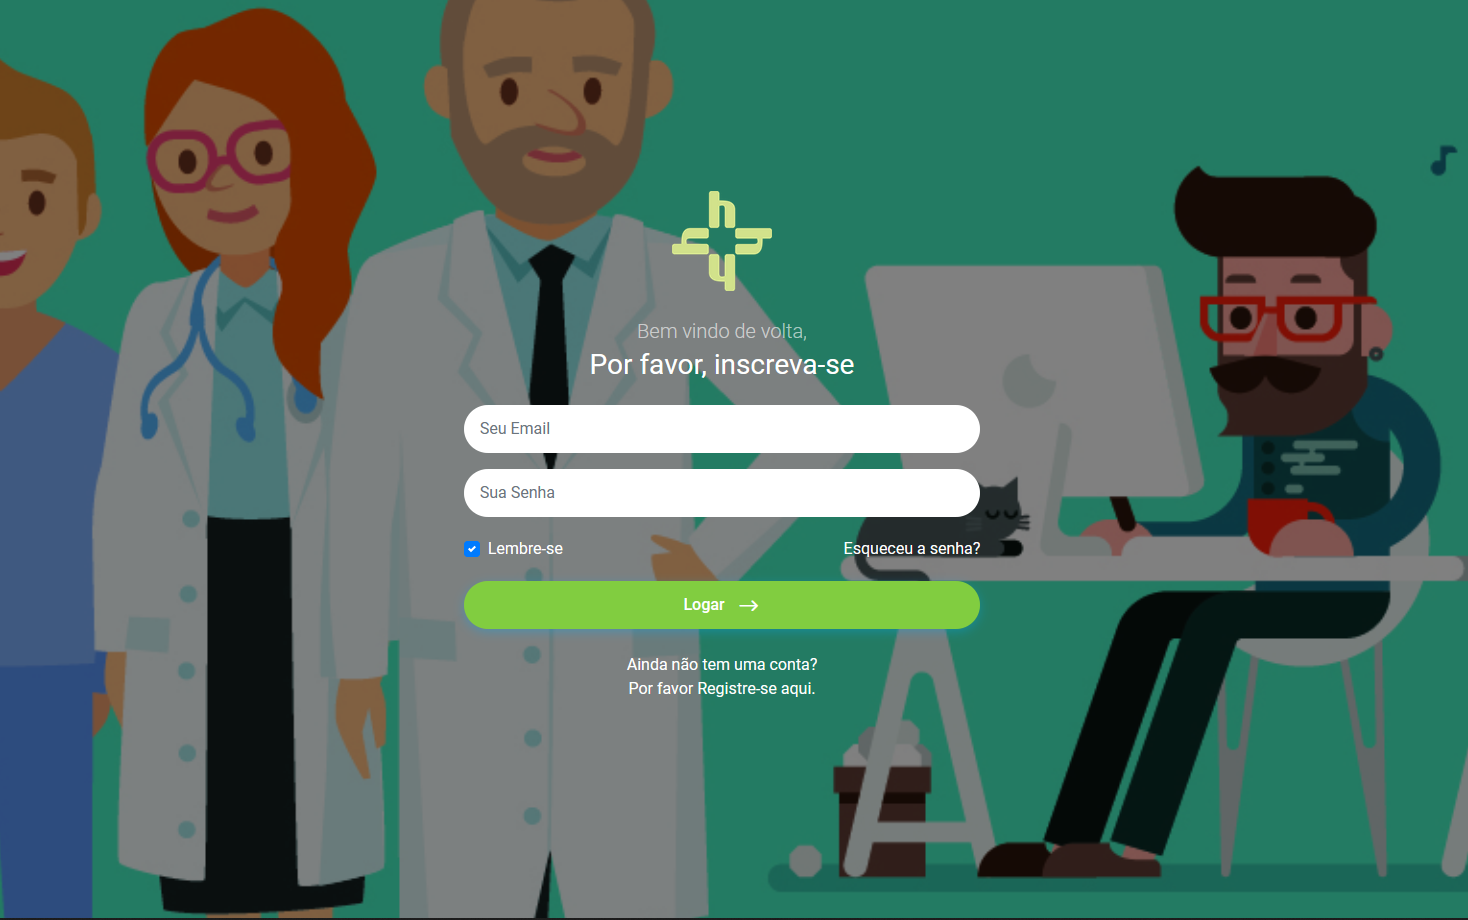 Bem vindo de volta,
Por favor, inscreva-se
Seu Email
Sua Senha
Lembre-se
Esqueceu a senha?
Logar
Ainda não tem uma conta?
Por favor Registre-se aqui.